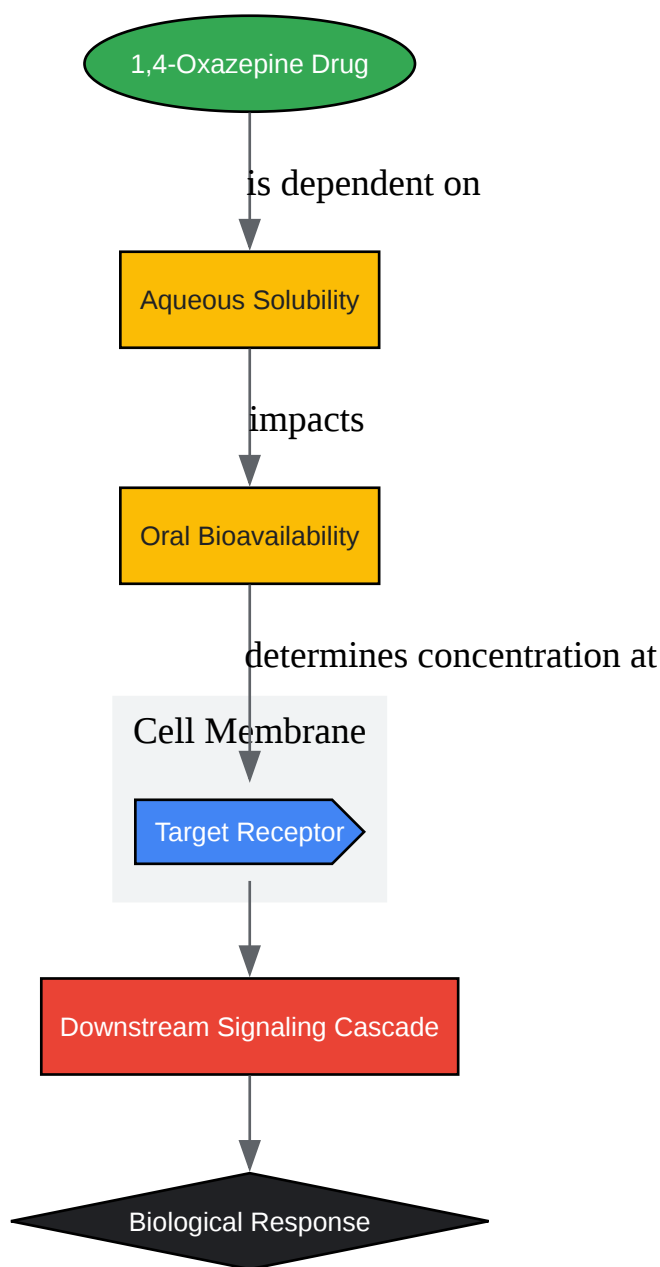 1,4-Oxazepine Drug
is dependent on
Aqueous Solubility
impacts
Oral Bioavailability
determines concentration at
Cell Membrane
Target Receptor
Downstream Signaling Cascade
Biological Response